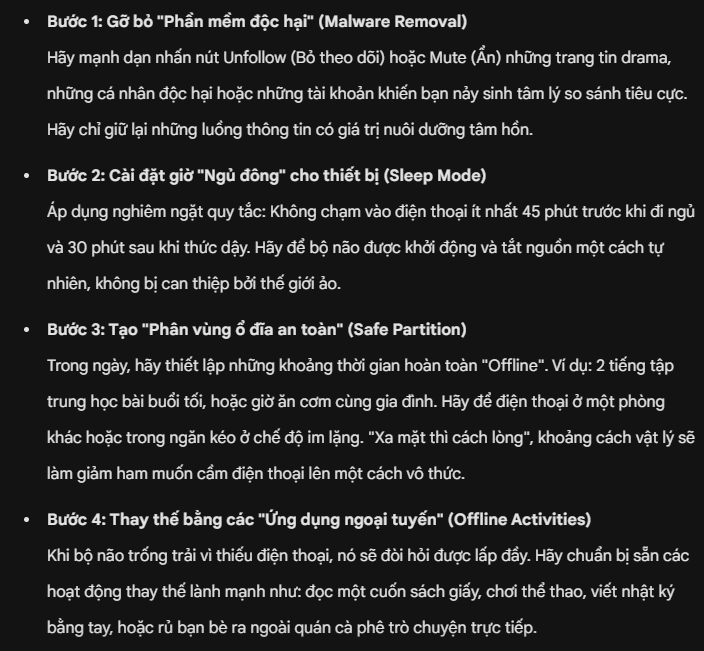 • Bước 1: Gỡ bỏ "Phần mềm độc hại" (Malware Removal)
Hãy mạnh dạn nhấn nút Unfollow (Bỏ theo dõi) hoặc Mute (Ẩn) những trang tin drama,
những cá nhân độc hại hoặc những tài khoản khiến bạn nảy sinh tâm lý so sánh tiêu cực.
Hãy chỉ giữ lại những luồng thông tin có giá trị nuôi dưỡng tâm hồn.
• Bước 2: Cài đặt giờ "Ngủ đông" cho thiết bị (Sleep Mode)
Áp dụng nghiêm ngặt quy tắc: Không chạm vào điện thoại ít nhất 45 phút trước khi đi ngủ
và 30 phút sau khi thức dậy. Hãy để bộ não được khởi động và tắt nguồn một cách tự
nhiên, không bị can thiệp bởi thế giới ảo.
• Bước 3: Tạo "Phân vùng ổ đĩa an toàn" (Safe Partition)
Trong ngày, hãy thiết lập những khoảng thời gian hoàn toàn "Offline". Ví dụ: 2 tiếng tập
trung học bài buổi tối, hoặc giờ ăn cơm cùng gia đình. Hãy để điện thoại ở một phòng
khác hoặc trong ngăn kéo ở chế độ im lặng. "Xa mặt thì cách lòng", khoảng cách vật lý sẽ
làm giảm ham muốn cầm điện thoại lên một cách vô thức.
• Bước 4: Thay thế bằng các "Ứng dụng ngoại tuyến" (Offline Activities)
Khi bộ não trống trải vì thiếu điện thoại, nó sẽ đòi hỏi được lấp đầy. Hãy chuẩn bị sẵn các
hoạt động thay thế lành mạnh như: đọc một cuốn sách giấy, chơi thể thao, viết nhật ký
bằng tay, hoặc rủ bạn bè ra ngoài quán cà phê trò chuyện trực tiếp.